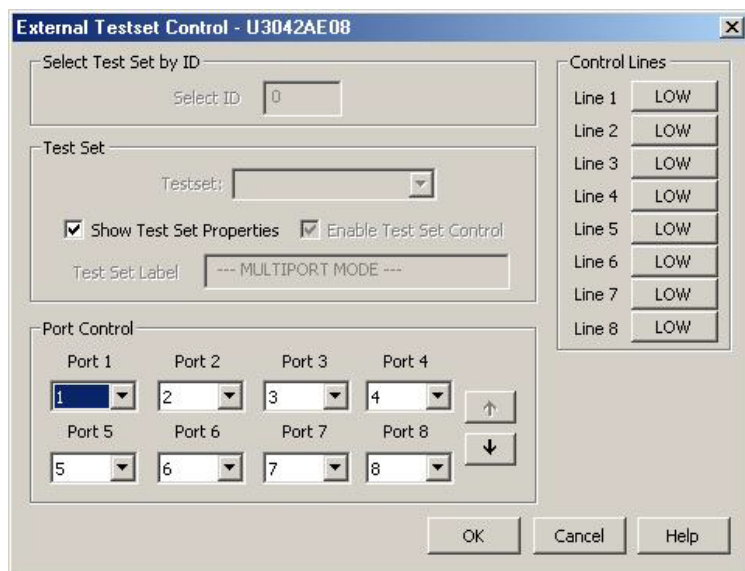 External Testset Control - U3042AE08
Select Test Set by ID
Select ID 0
Test Set
Testset:
Show Test Set Properties Enable Test Set Control
Test Set Label --- MULTIPORT MODE ---
Port Control
Port 1 Port 2 Port 3 Port 4
1 2 3 4
Port 5 Port 6 Port 7 Port 8
5 6 7 8
Control Lines
Line 1 LOW
Line 2 LOW
Line 3 LOW
Line 4 LOW
Line 5 LOW
Line 6 LOW
Line 7 LOW
Line 8 LOW
OK Cancel Help